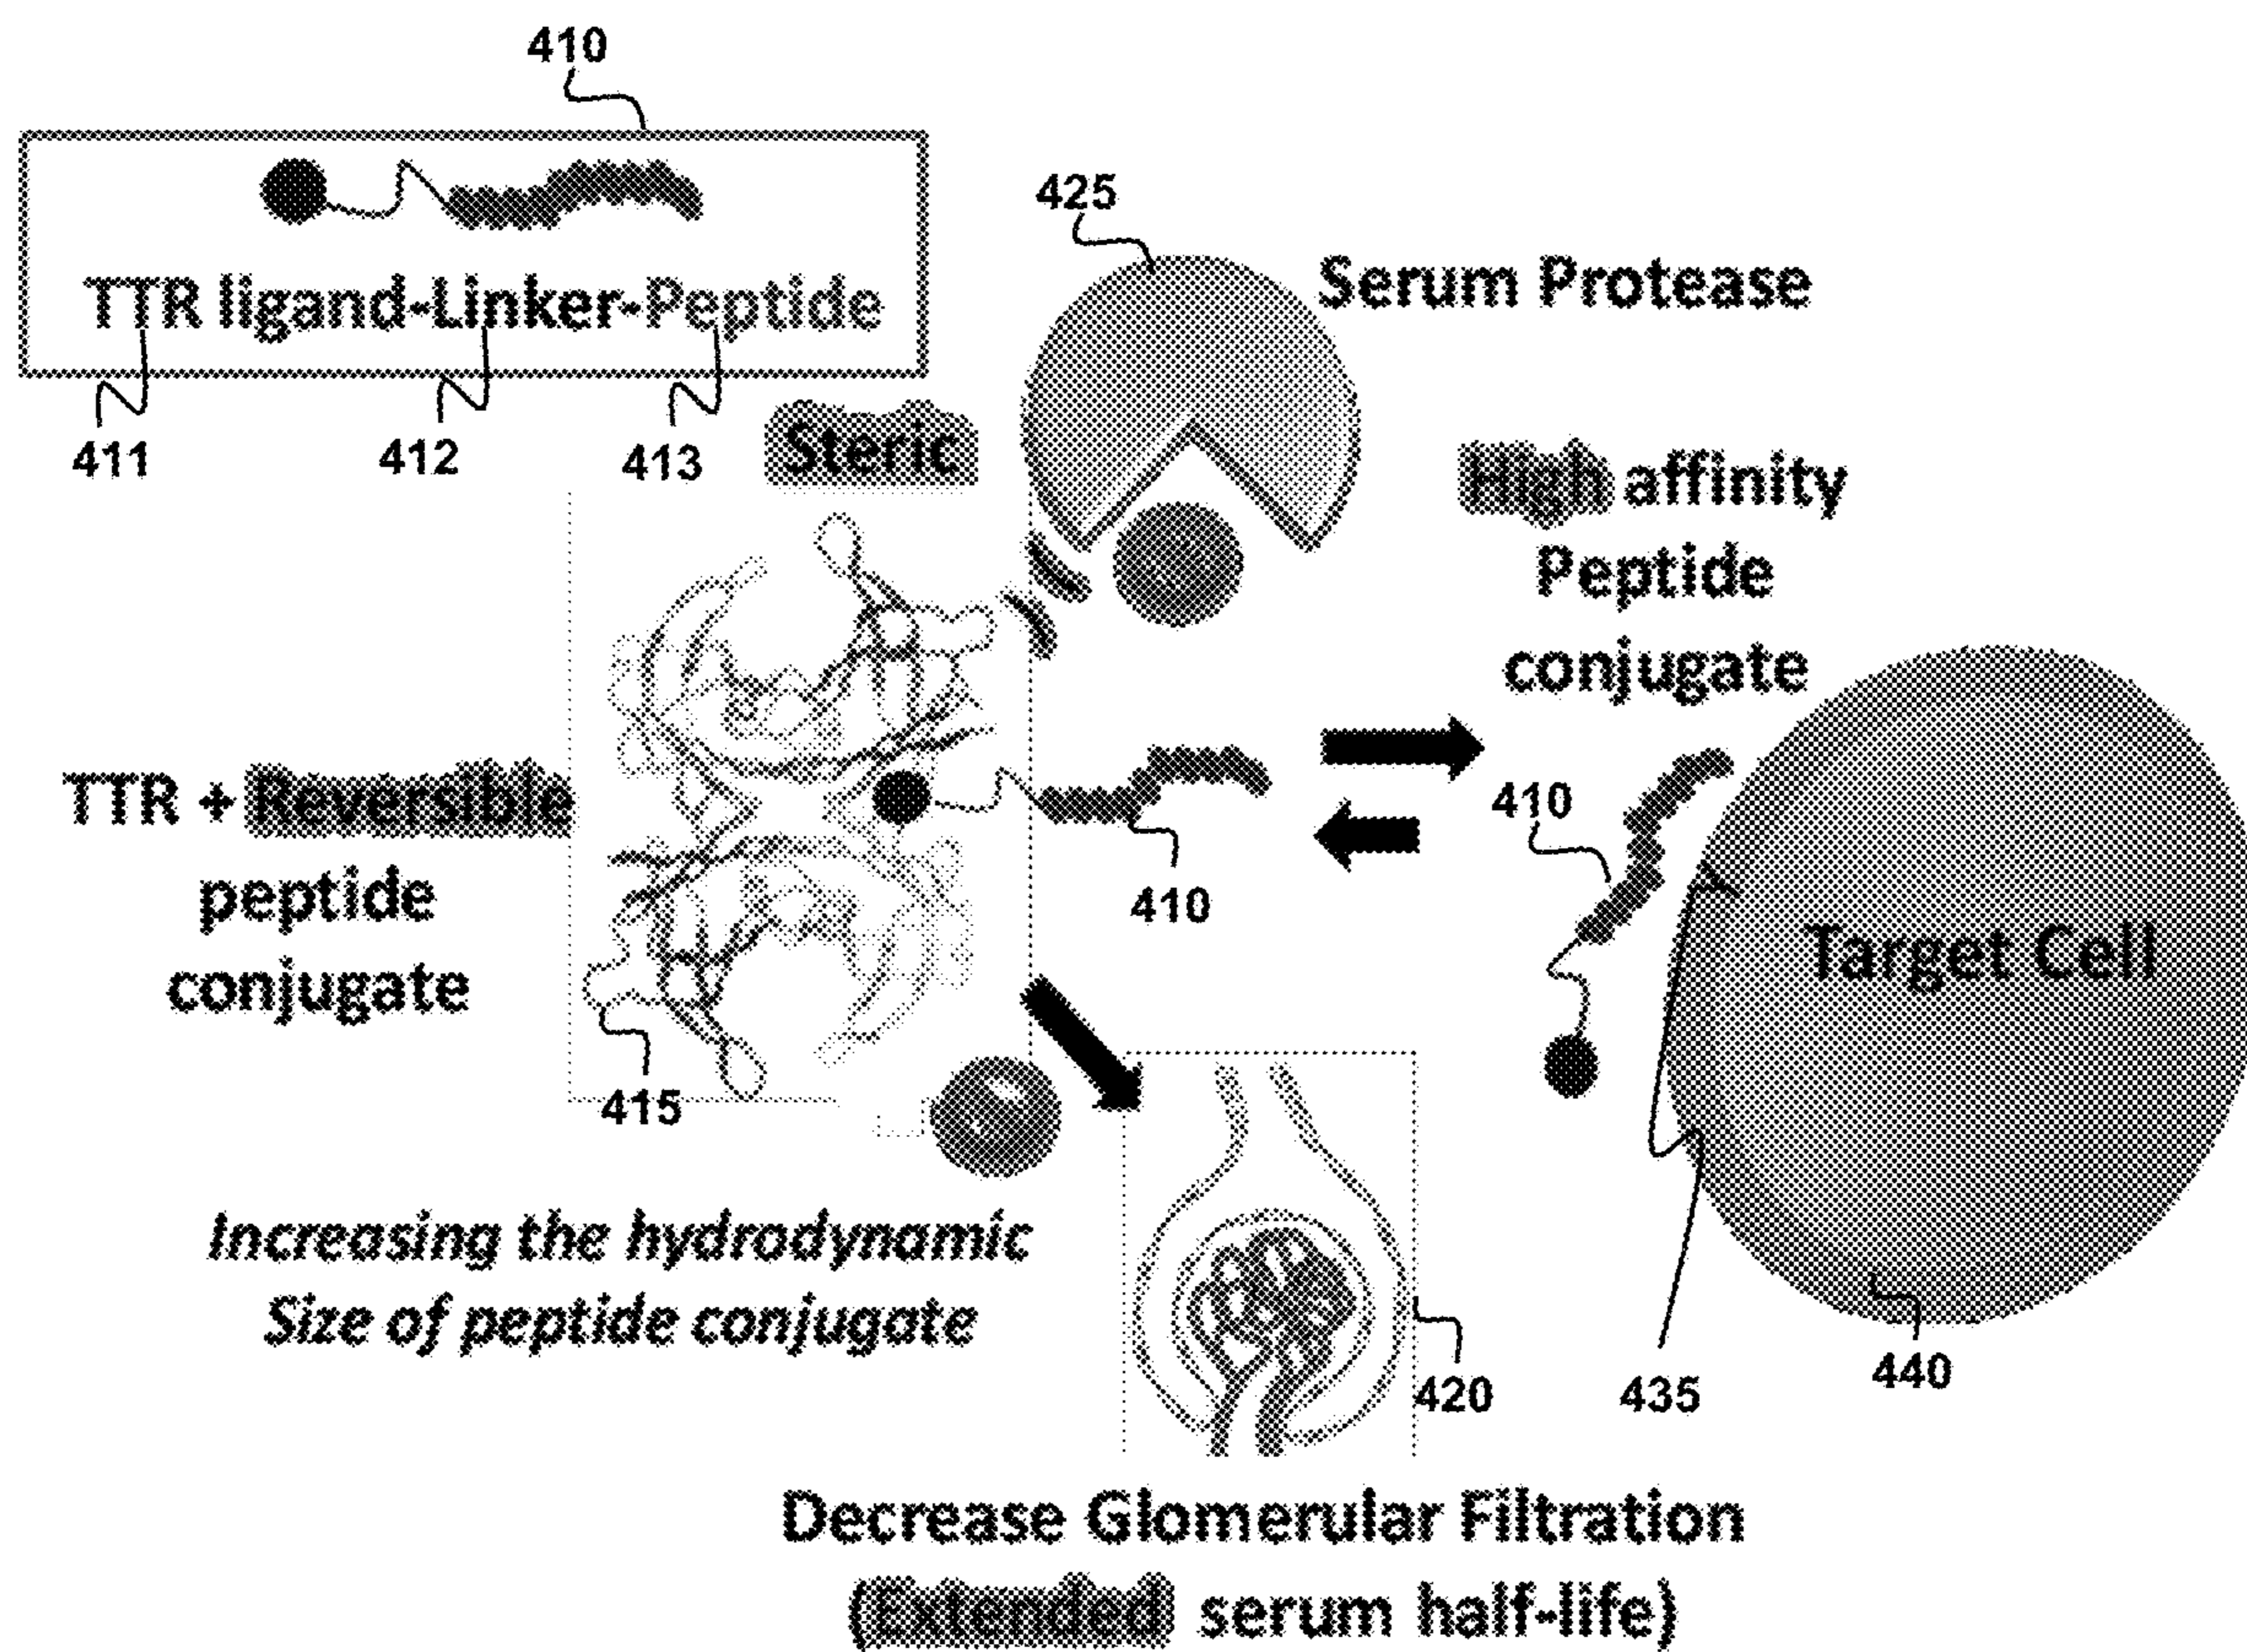 410
TTR ligand-Linker-Peptide
411
412
413
425
Serum Protease
Steric
High affinity
Peptide
conjugate
TTR + Reversible
peptide
conjugate
410
410
Target Cell
415
Increasing the hydrodynamic
Size of peptide conjugate
420
435
440
Decrease Glomerular Filtration
(Extended serum half-life)